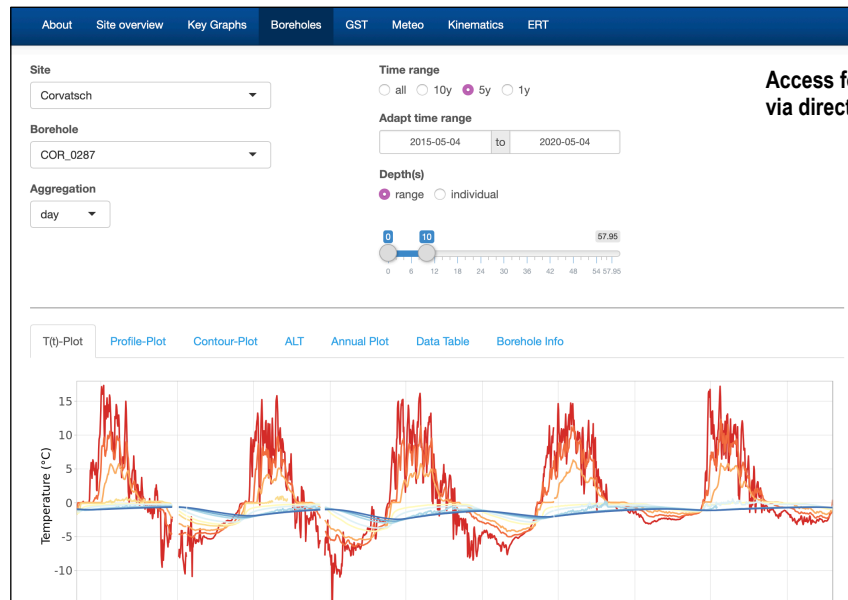 About Site overview Key Graphs Boreholes GST Meteo Kinematics ERT
Site
Corvatsch
Borehole
COR_0287
Aggregation
day
Time range
all 10y 5y 1y
Adapt time range
2015-05-04 to 2020-05-04
Depth(s)
range individual
0 10 57.95
0 6 12 18 24 30 36 42 48 54 57.95
Access f
via direct
T(t)-Plot Profile-Plot Contour-Plot ALT Annual Plot Data Table Borehole Info
Temperature (°C)
15
10
5
0
-5
-10